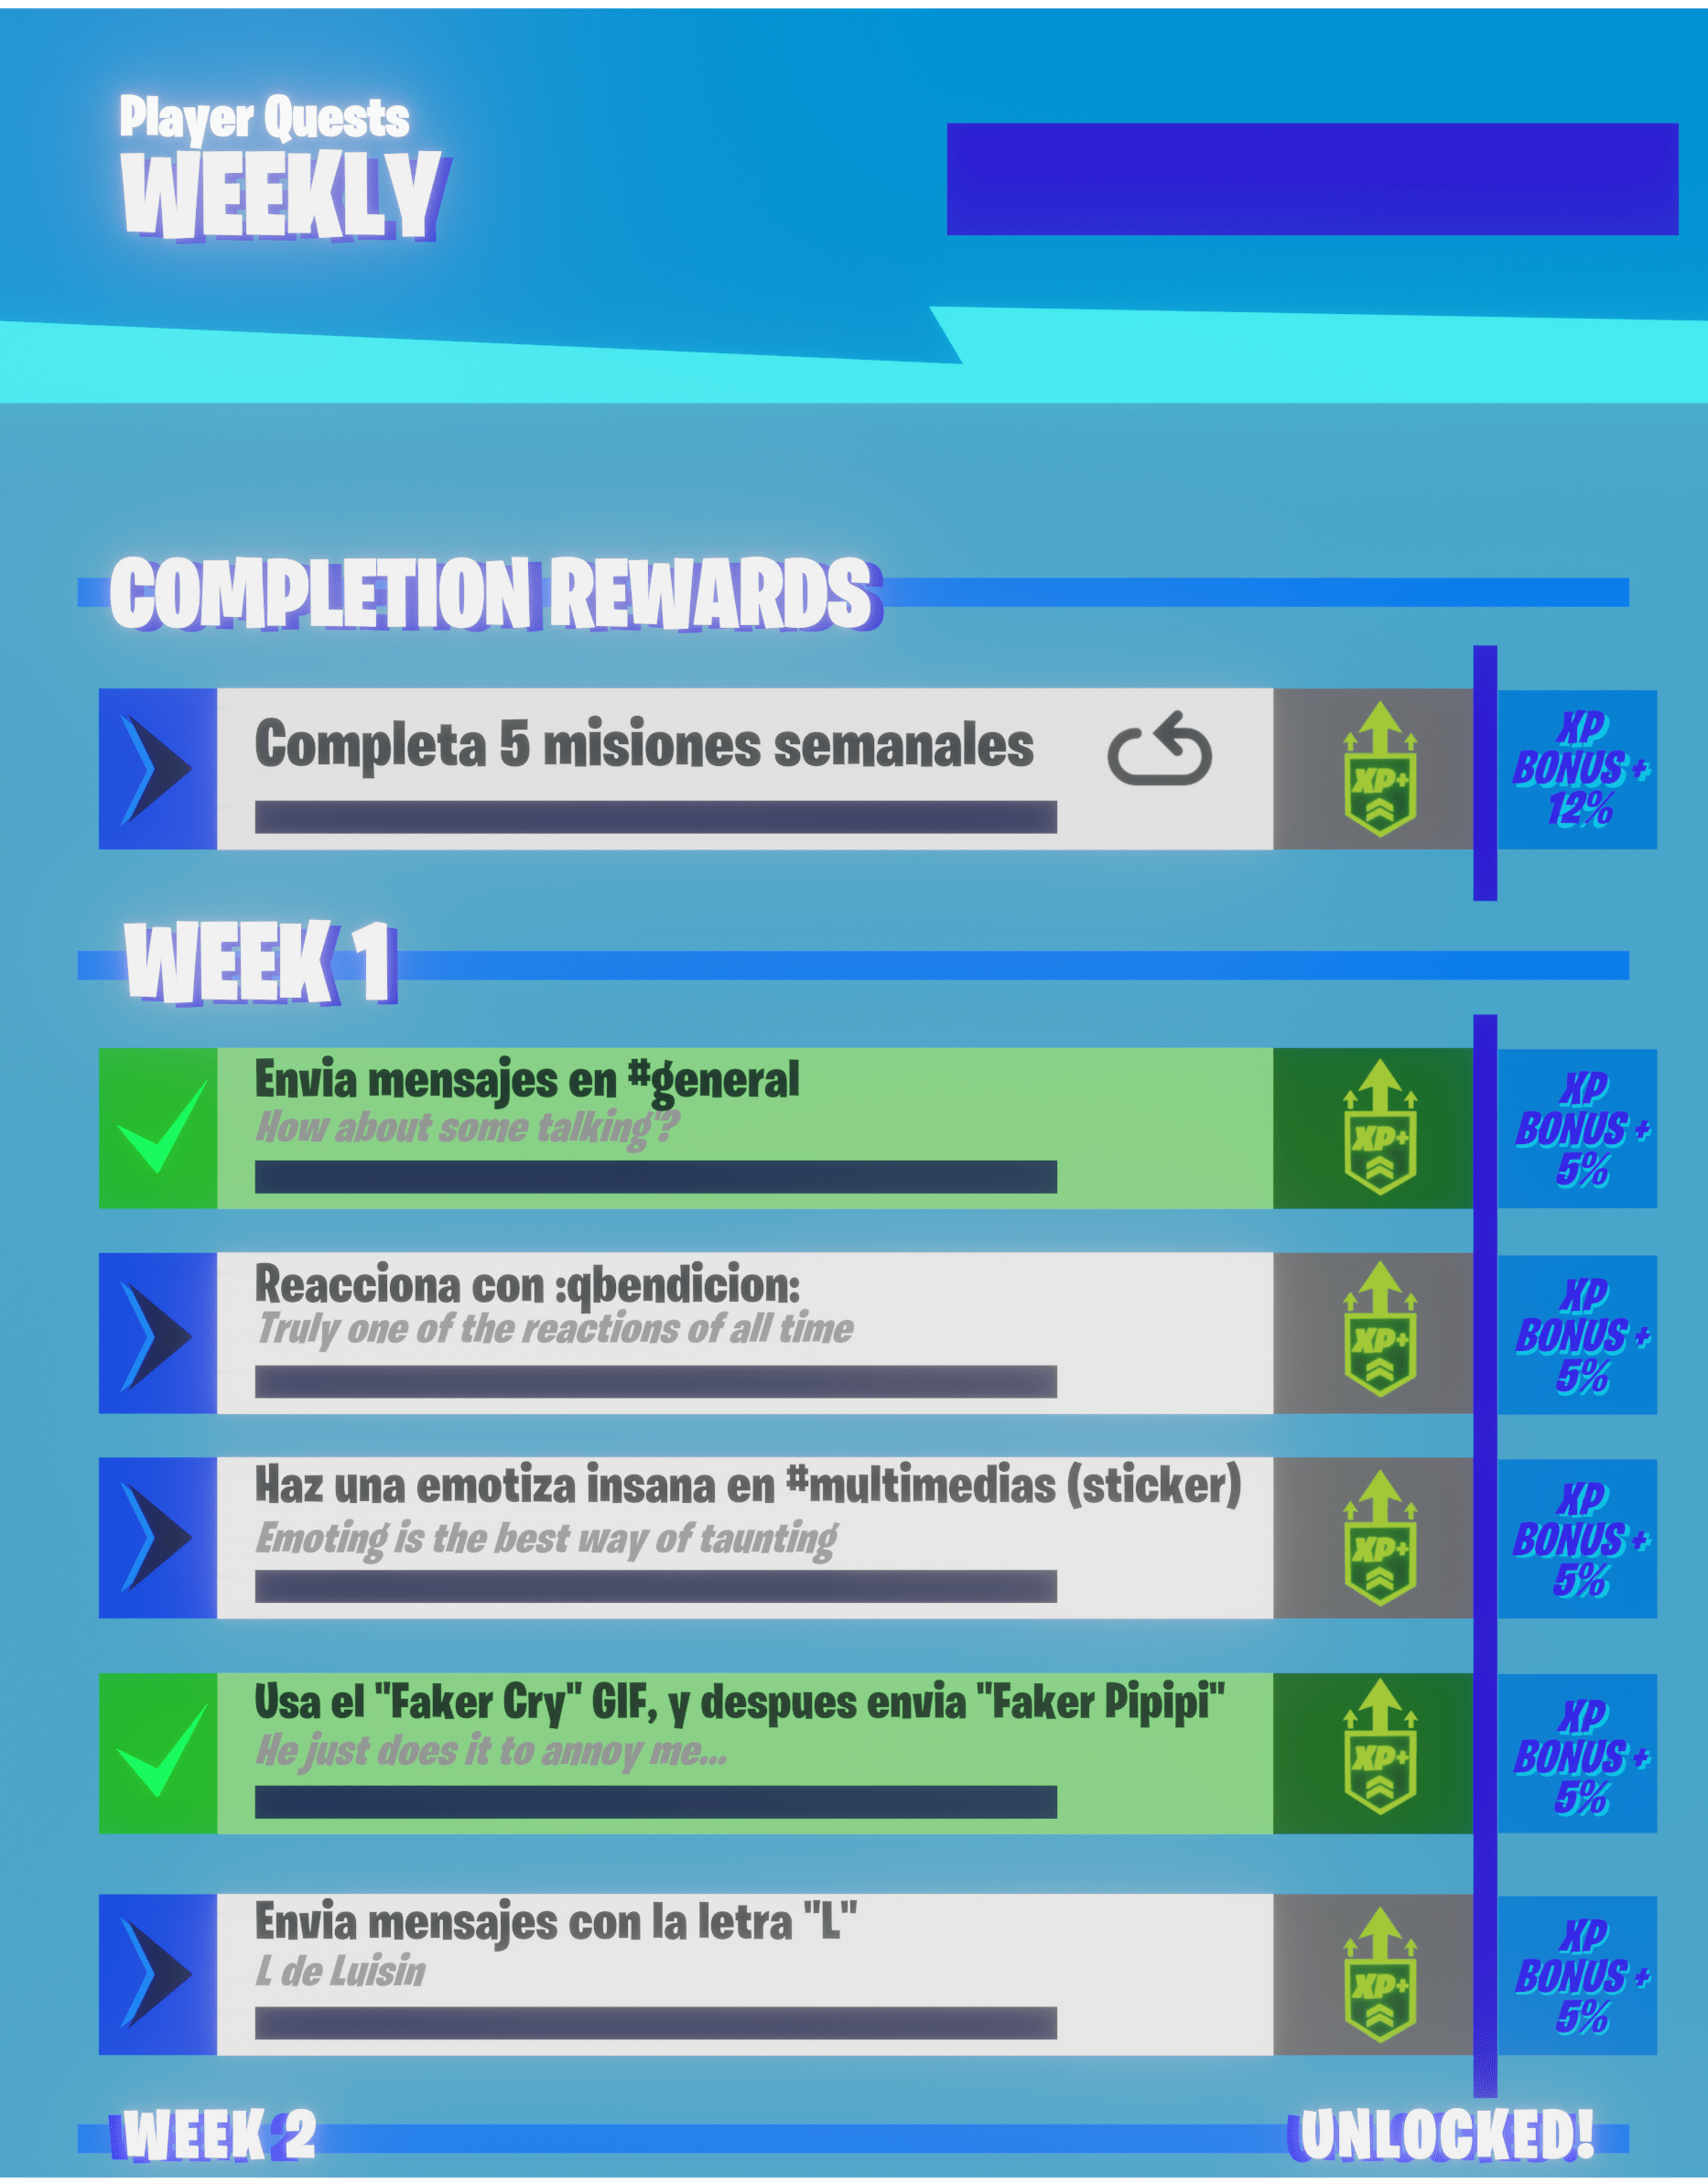 Player Quests
WEEKLY
COMPLETION REWARDS
Completa 5 misiones semanales
XP+
XP
BONUS +
12%
WEEK 1
Envia mensajes en #general
How about some talking?
XP+
XP
BONUS +
5%
Reacciona con :qbendicion:
Truly one of the reactions of all time
XP+
XP
BONUS +
5%
Haz una emotiza insana en #multimedias (sticker)
Emoting is the best way of taunting
XP+
XP
BONUS +
5%
Usa el "Faker Cry" GIF, y despues envia "Faker Pipipi"
He just does it to annoy me...
XP+
XP
BONUS +
5%
Envia mensajes con la letra "L"
L de Luisin
XP+
XP
BONUS +
5%
WEEK 2
UNLOCKED!